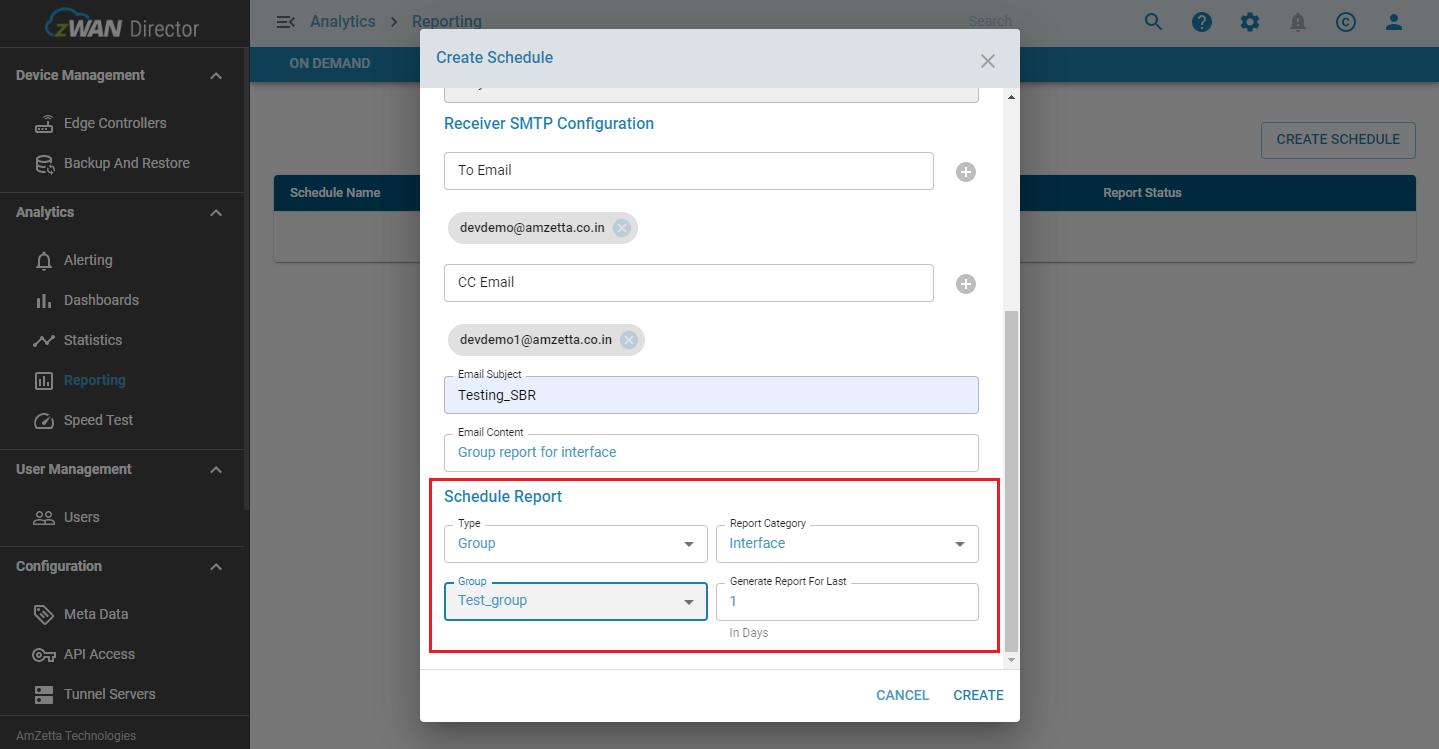 zWAN Director
Analytics > Reporting
Search
Device Management
Edge Controllers
Backup And Restore
Analytics
Alerting
Dashboards
Statistics
Reporting
Speed Test
User Management
Users
Configuration
Meta Data
API Access
Tunnel Servers
AmZetta Technologies
ON DEMAND
CREATE SCHEDULE
Schedule Name
Report Status
Create Schedule
Receiver SMTP Configuration
To Email
devdemo@amzetta.co.in
CC Email
devdemo1@amzetta.co.in
Email Subject
Testing_SBR
Email Content
Group report for interface
Schedule Report
Type
Group
Report Category
Interface
Group
Test_group
Generate Report For Last
1
In Days
CANCEL
CREATE